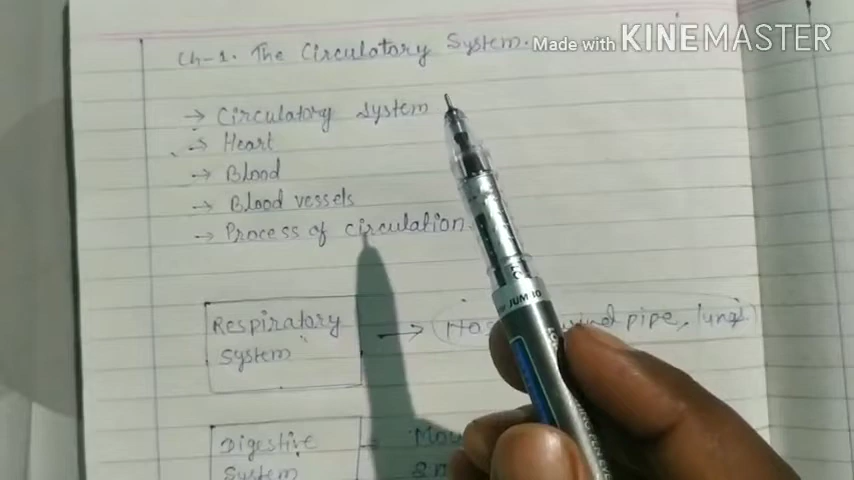 Ch-1. The Circulatory System.
Made with KINEMASTER
→ Circulatory System
→ Heart
→ Blood
→ Blood vessels
→ Process of circulation.
Respiratory → pipe, lungs)
System
Digestive →
System
JUMBO